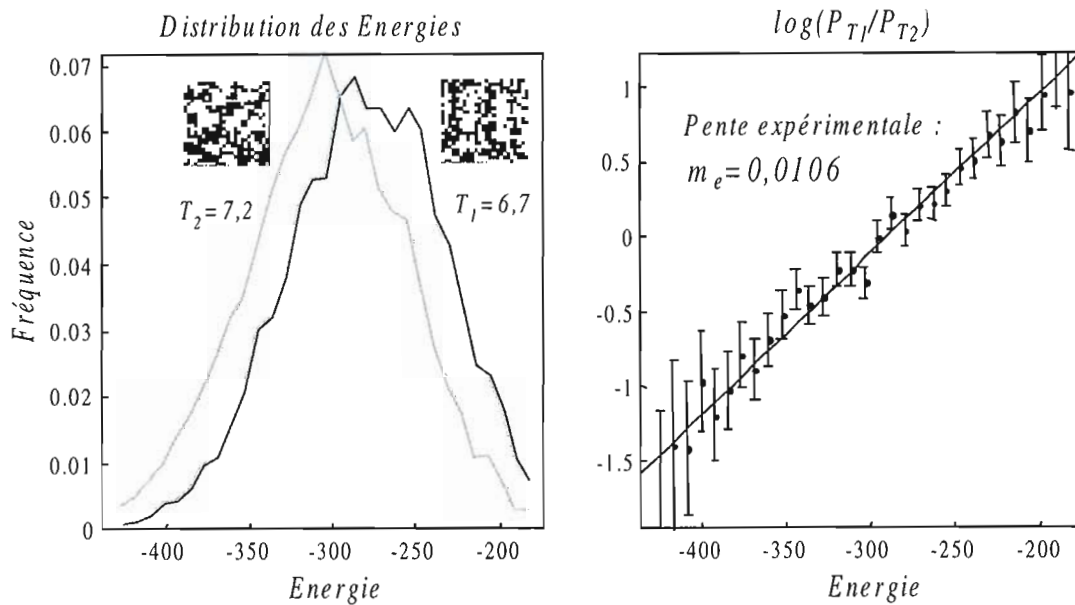 Distribution des Energies
0.07
0.06
0.05
0.04
0.03
0.02
0.01
0
Fréquence
T2=7,2
T1=6,7
-400 -350 -300 -250 -200
Energie
log(PT1/PT2)
1
0.5
0
-0.5
-1
-1.5
Pente expérimentale :
me=0,0106
-400 -350 -300 -250 -200
Energie